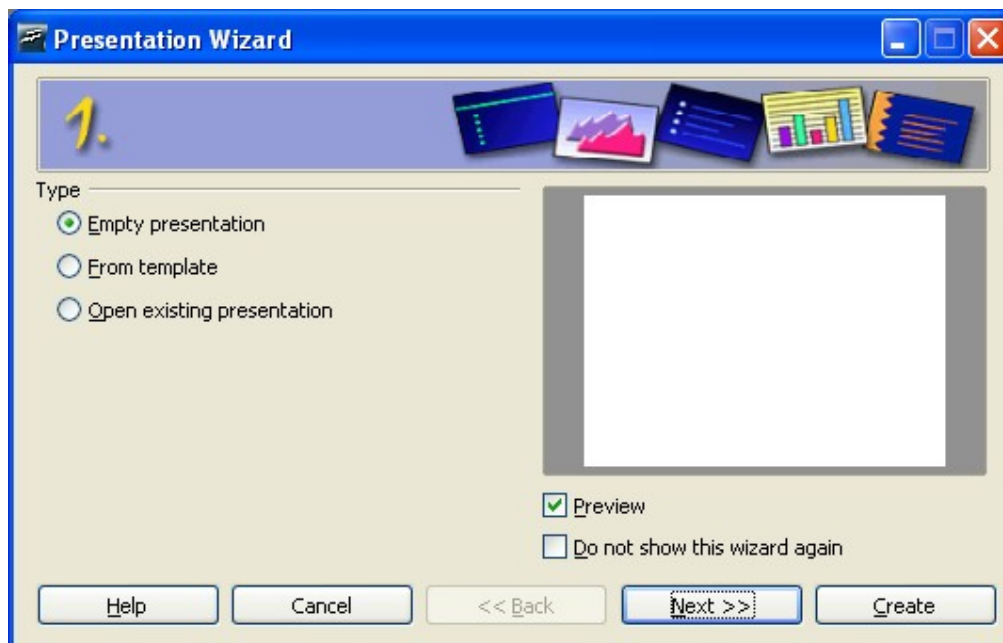 Presentation Wizard
1.
Type
Empty presentation
From template
Open existing presentation
Preview
Do not show this wizard again
Help Cancel << Back Next >> Create